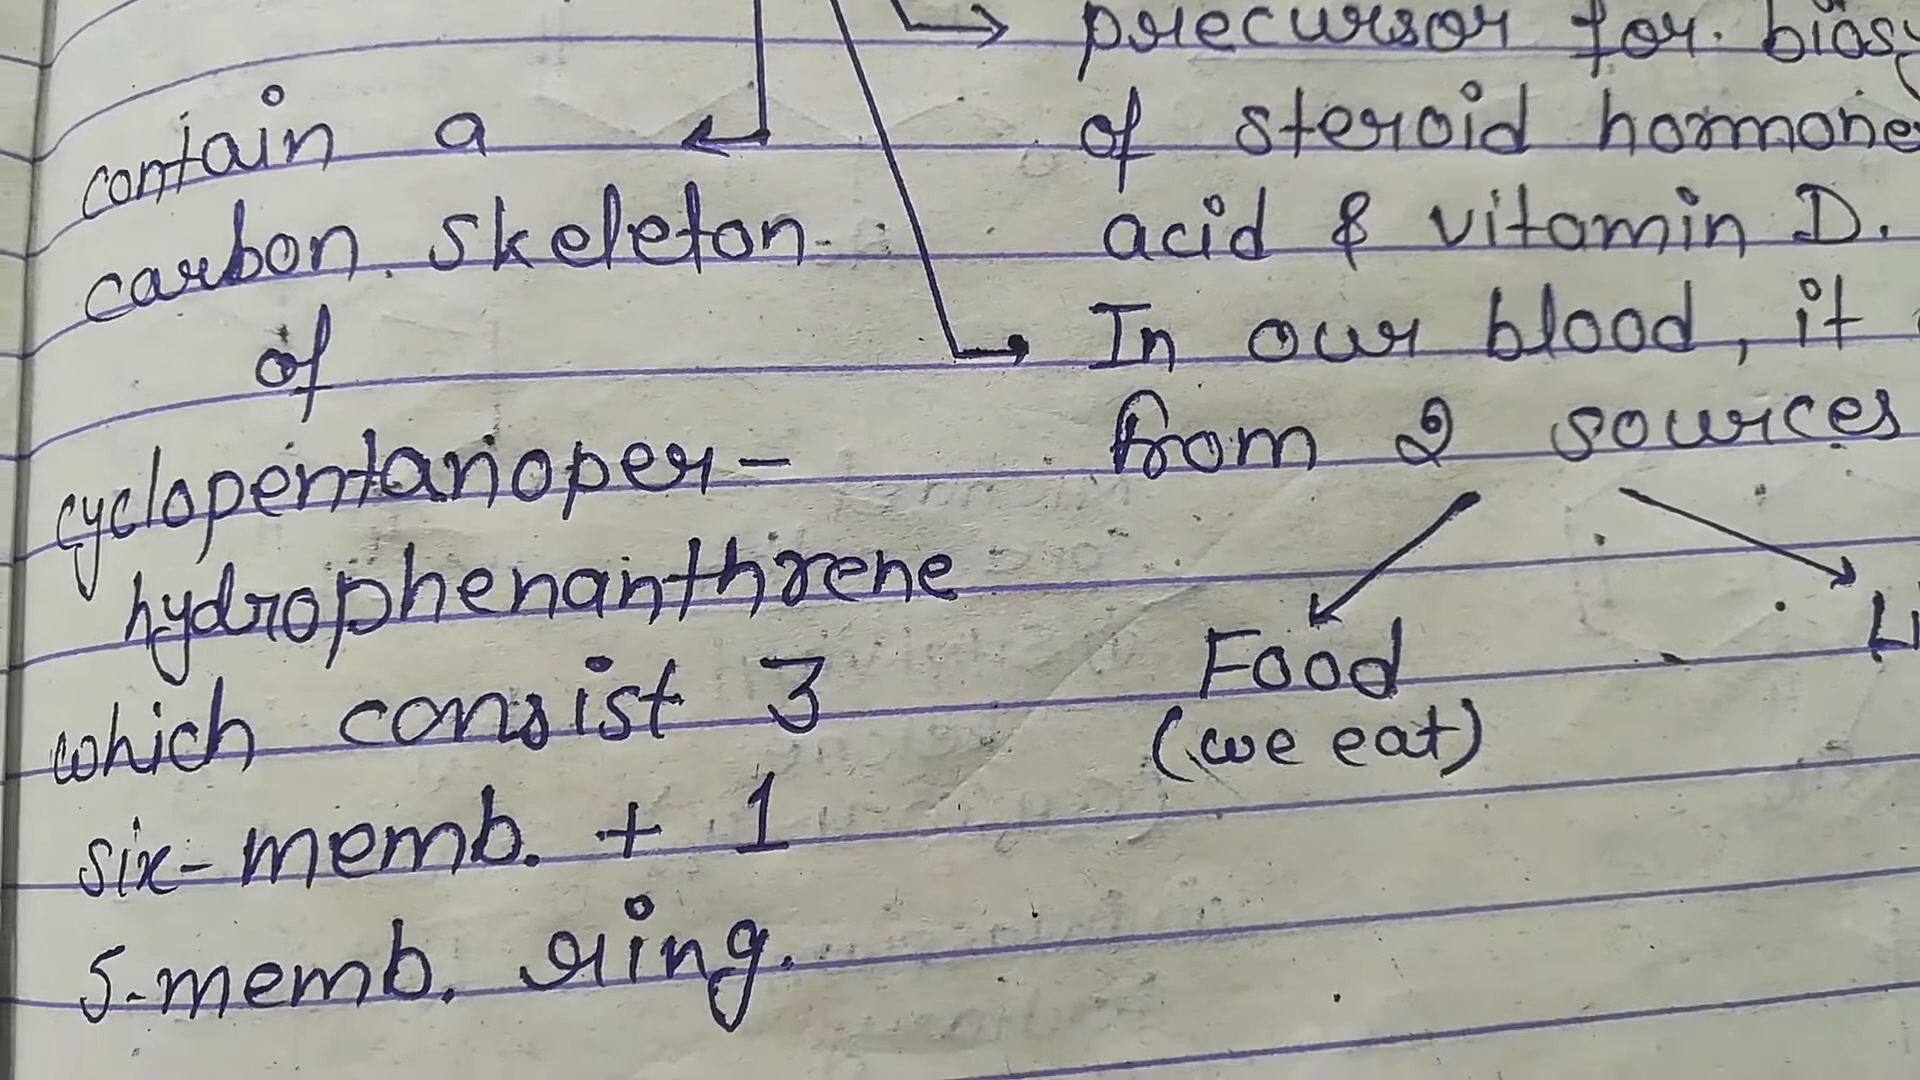 contain a
carbon skeleton
of
cyclopentanoper-
hydrophenanthrene
which consist 3
six-memb. + 1
5-memb. ring.
precursor for
of steroid hormone
acid & vitamin D.
In our blood, it
from 2 sources
Food
(we eat)